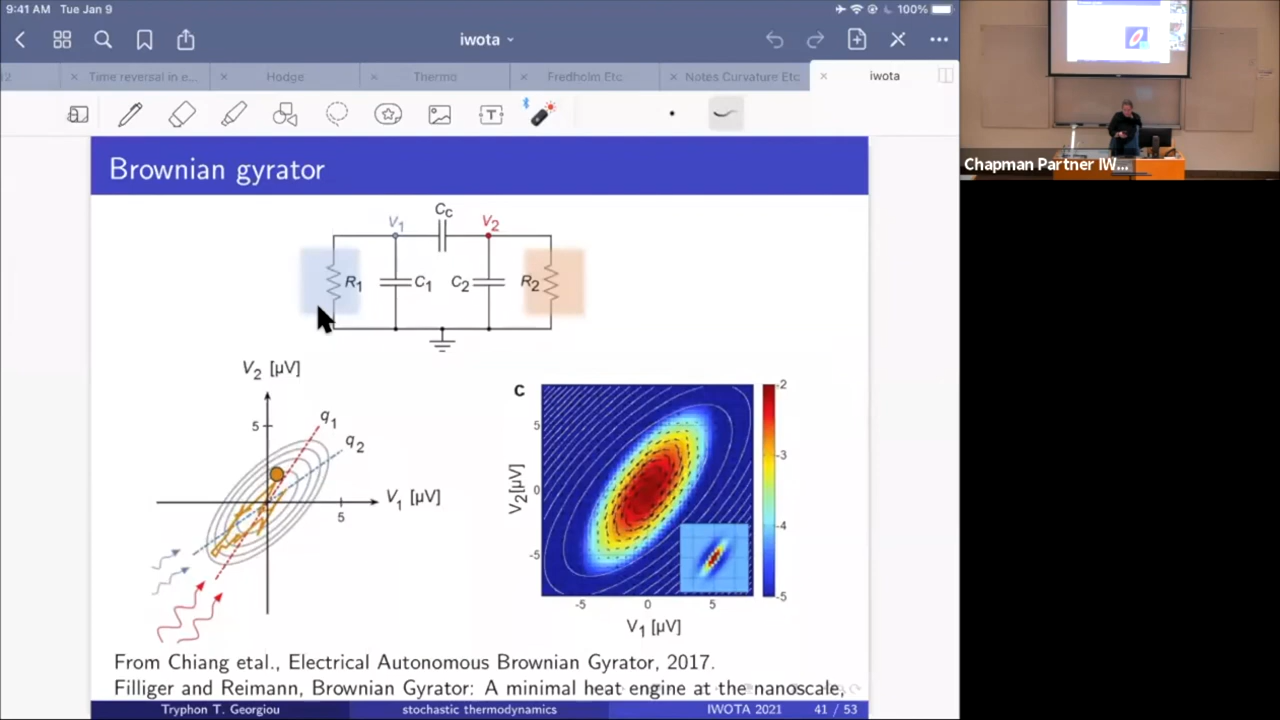 9:41 AM Tue Jan 9
100%
iwota
Time reversal in e...
Hodge
Thermo
Fredholm Etc
Notes Curvature Etc
iwota
T
Chapman Partner IW...
Brownian gyrator
Cc
V1
V2
R1
C1
C2
R2
V2 [μV]
5
q1
q2
V1 [μV]
5
c
V2[μV]
5
0
-5
-5
0
5
V1 [μV]
-2
-3
-4
-5
From Chiang etal., Electrical Autonomous Brownian Gyrator, 2017.
Filliger and Reimann, Brownian Gyrator: A minimal heat engine at the nanoscale,
Tryphon T. Georgiou
stochastic thermodynamics
IWOTA 2021
41 / 53